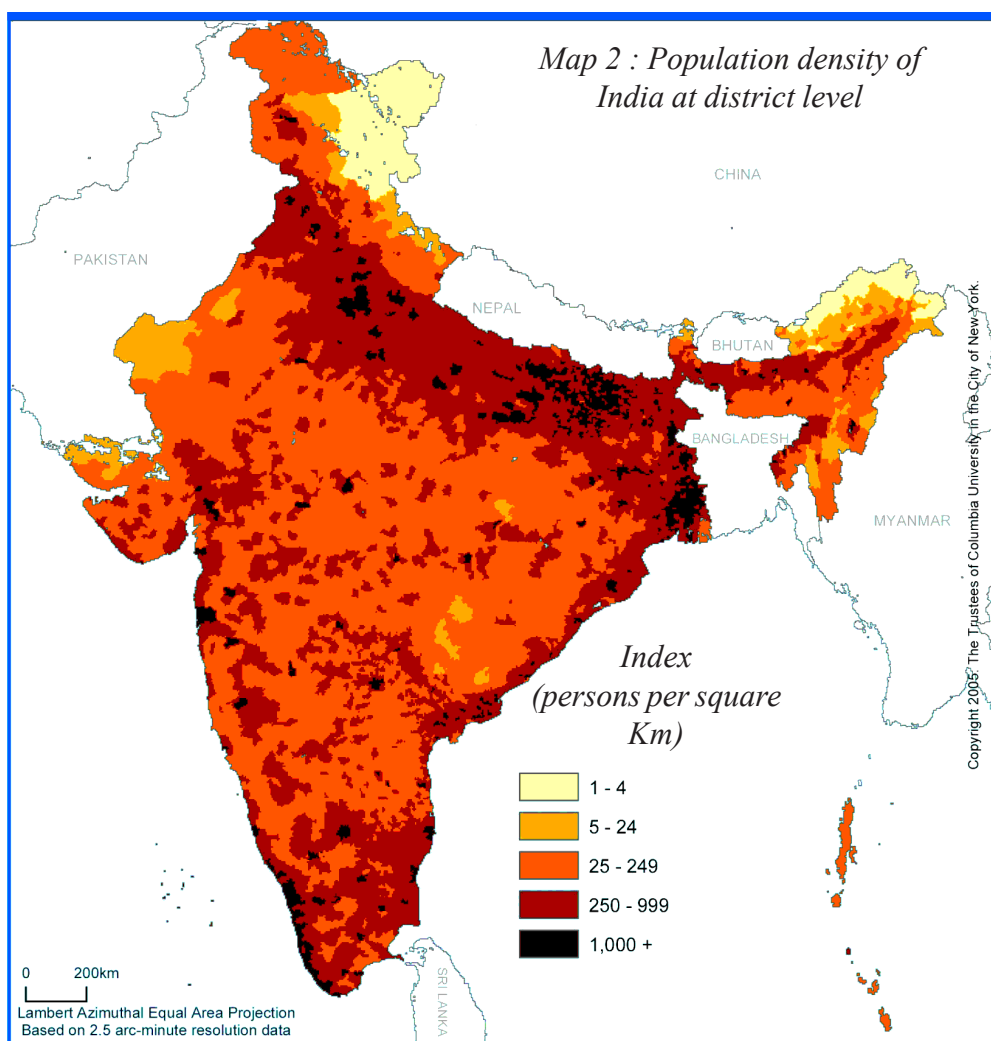 Map 2 : Population density of
India at district level
CHINA
PAKISTAN
NEPAL
BHUTAN
BANGLADESH
MYANMAR
Index
(persons per square
Km)
1 - 4
5 - 24
25 - 249
250 - 999
1,000 +
0 200km
Lambert Azimuthal Equal Area Projection
Based on 2.5 arc-minute resolution data
SRI LANKA
Copyright 2005. The Trustees of Columbia University in the City of New York.